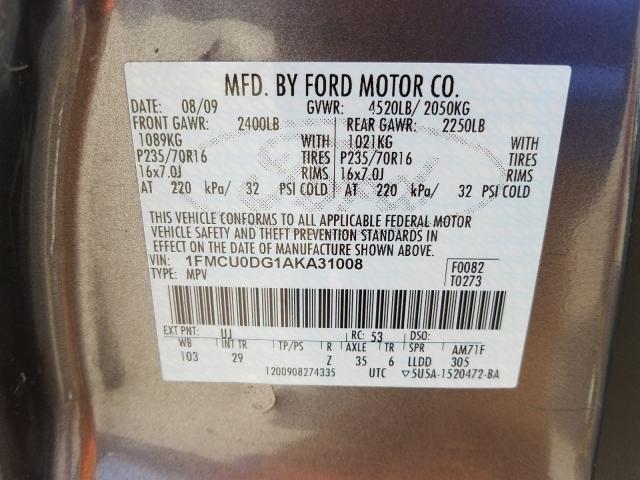 MFD. BY FORD MOTOR CO.
DATE: 08/09 GVWR: 4520LB/ 2050KG
FRONT GAWR: 2400LB REAR GAWR: 2250LB
1089KG WITH 1021KG WITH
P235/70R16 TIRES P235/70R16 TIRES
16x7.0J RIMS 16x7.0J RIMS
AT 220 kPa/ 32 PSI COLD AT 220 kPa/ 32 PSI COLD
THIS VEHICLE CONFORMS TO ALL APPLICABLE FEDERAL MOTOR
VEHICLE SAFETY AND THEFT PREVENTION STANDARDS IN
EFFECT ON THE DATE OF MANUFACTURE SHOWN ABOVE.
VIN: 1FMCU0DG1AKA31008 F0082
TYPE: MPV T0273
EXT PNT: UJ RC: 53 DSO:
WB INT TR TP/PS R AXLE TR SPR AM71F
103 29 Z 35 6 LLDD 305
1200908274335 UTC ▽5U5A-1520472-BA